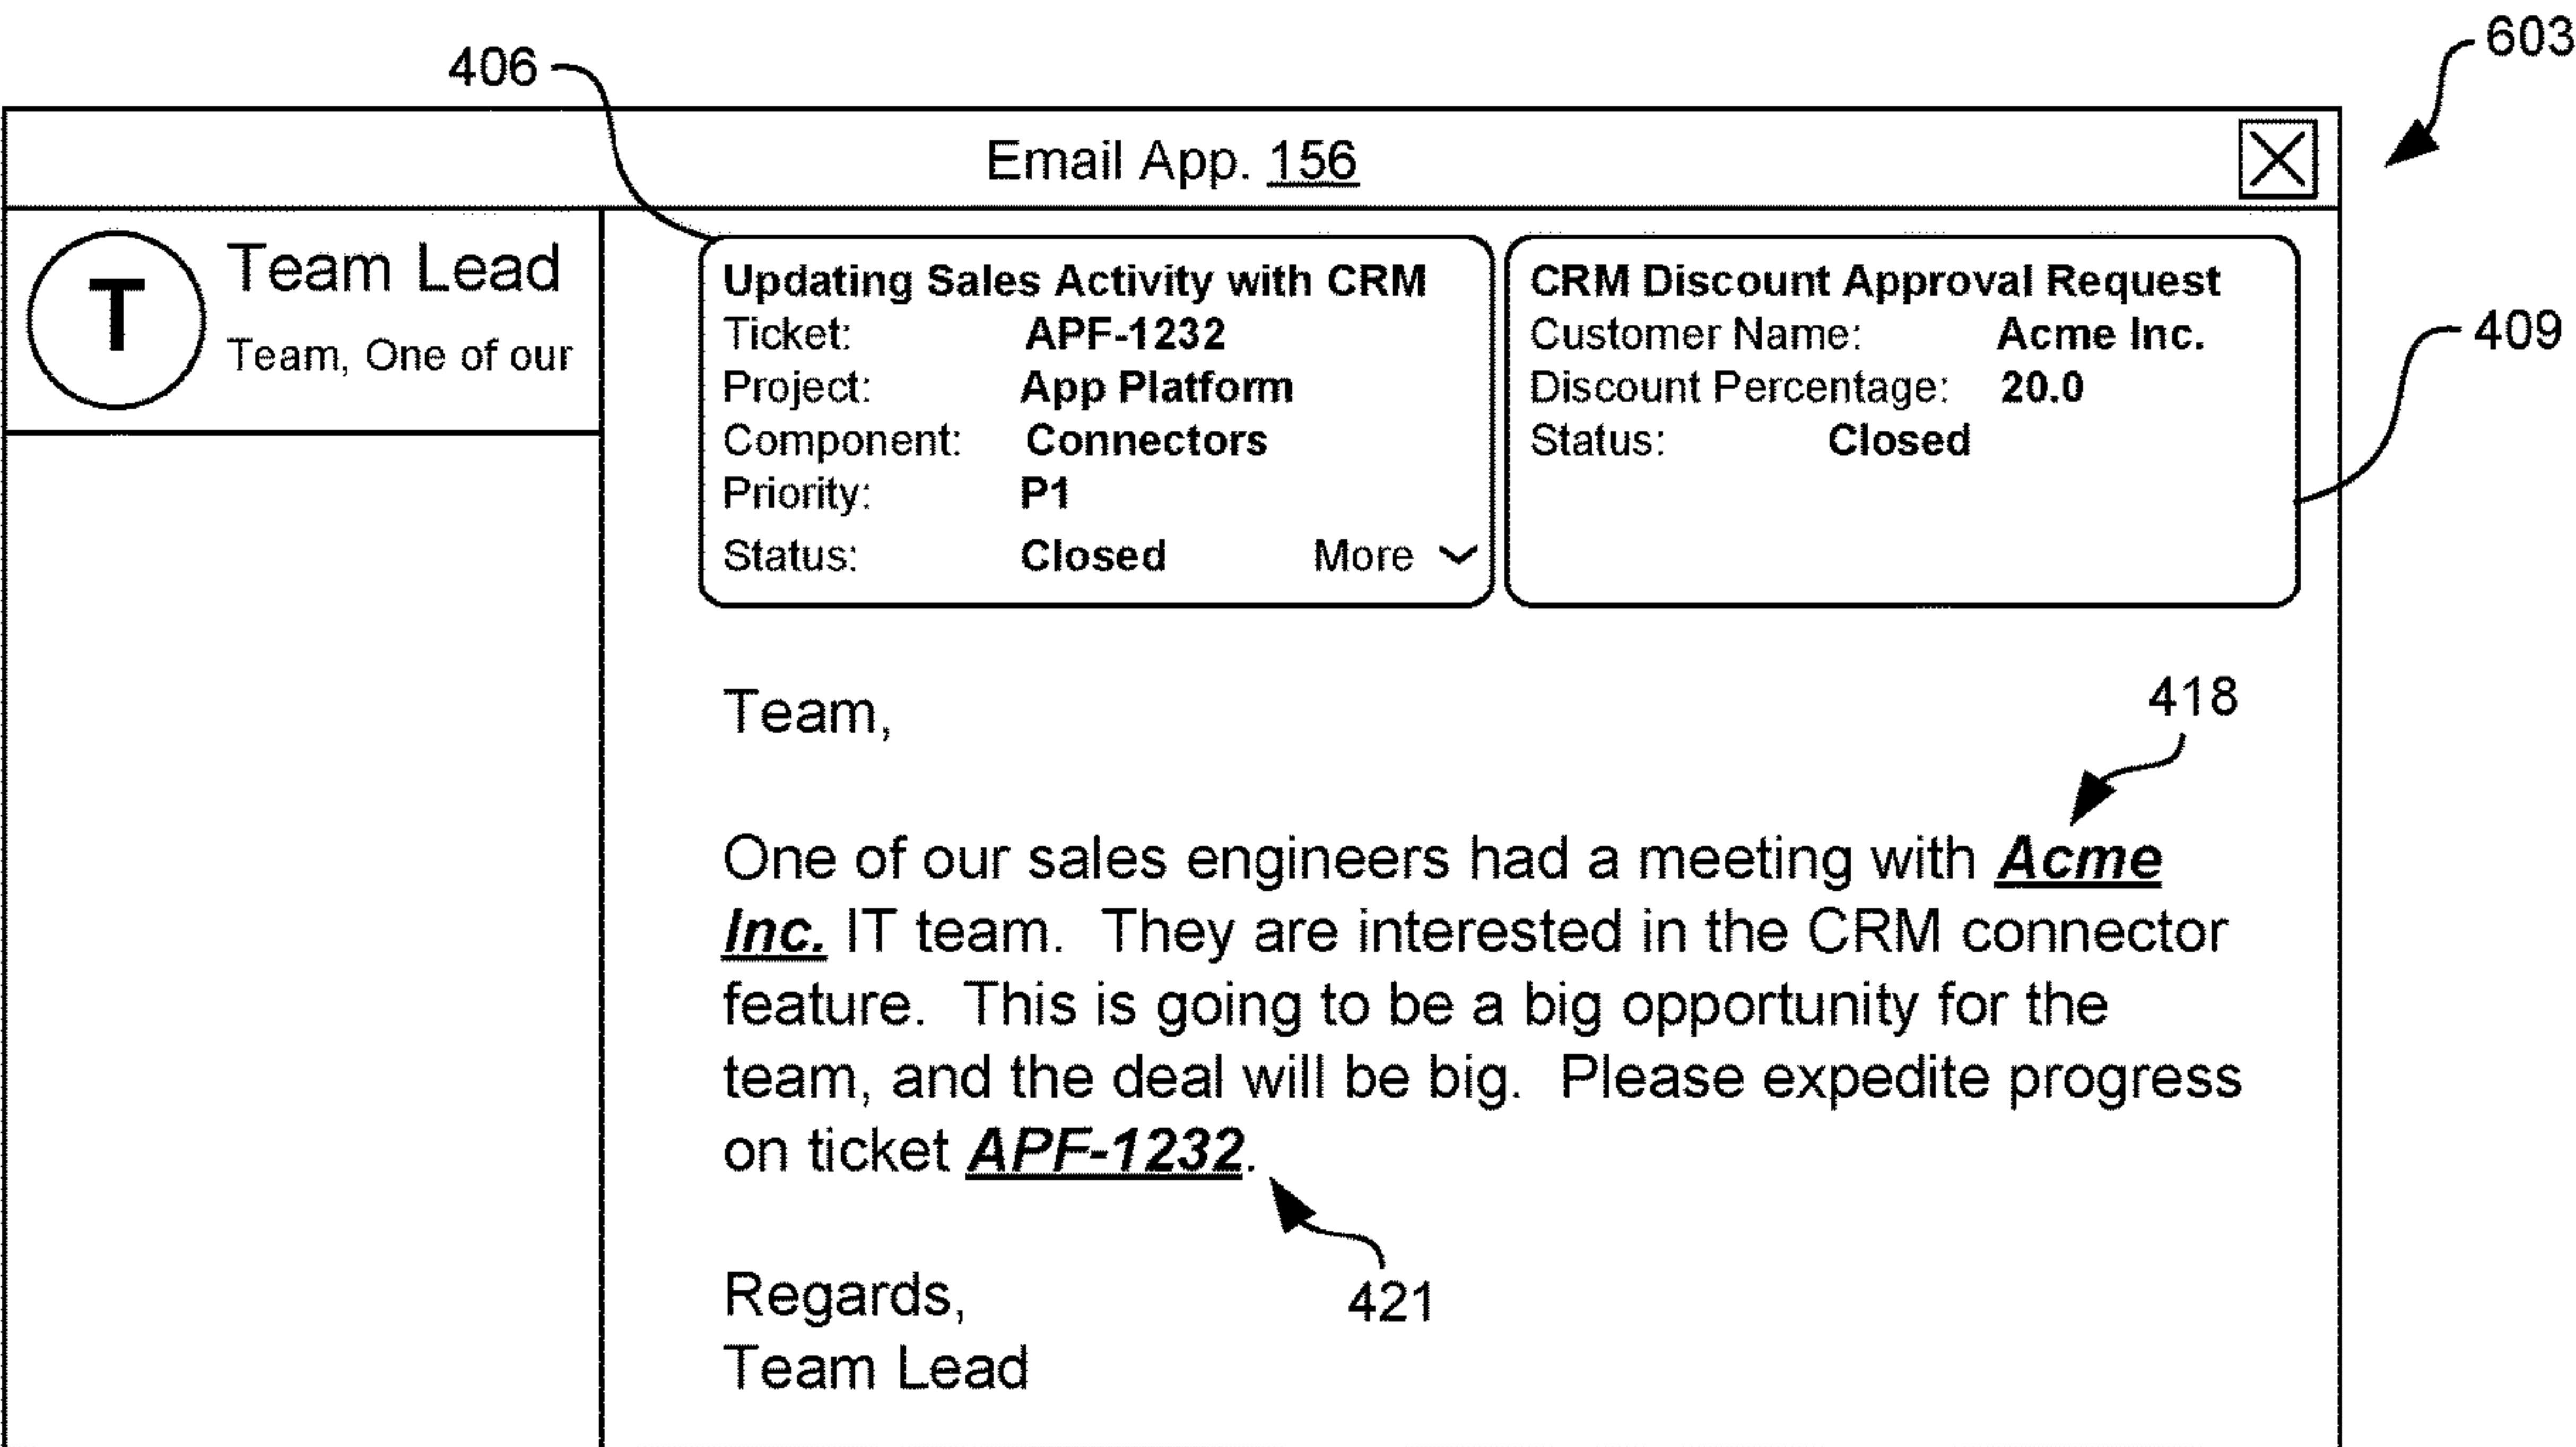 603
406
Email App. 156
T
Team Lead
Team, One of our
Updating Sales Activity with CRM
Ticket: APF-1232
Project: App Platform
Component: Connectors
Priority: P1
Status: Closed More
CRM Discount Approval Request
Customer Name: Acme Inc.
Discount Percentage: 20.0
Status: Closed
409
Team,
418
One of our sales engineers had a meeting with Acme
Inc. IT team. They are interested in the CRM connector
feature. This is going to be a big opportunity for the
team, and the deal will be big. Please expedite progress
on ticket APF-1232.
421
Regards,
Team Lead